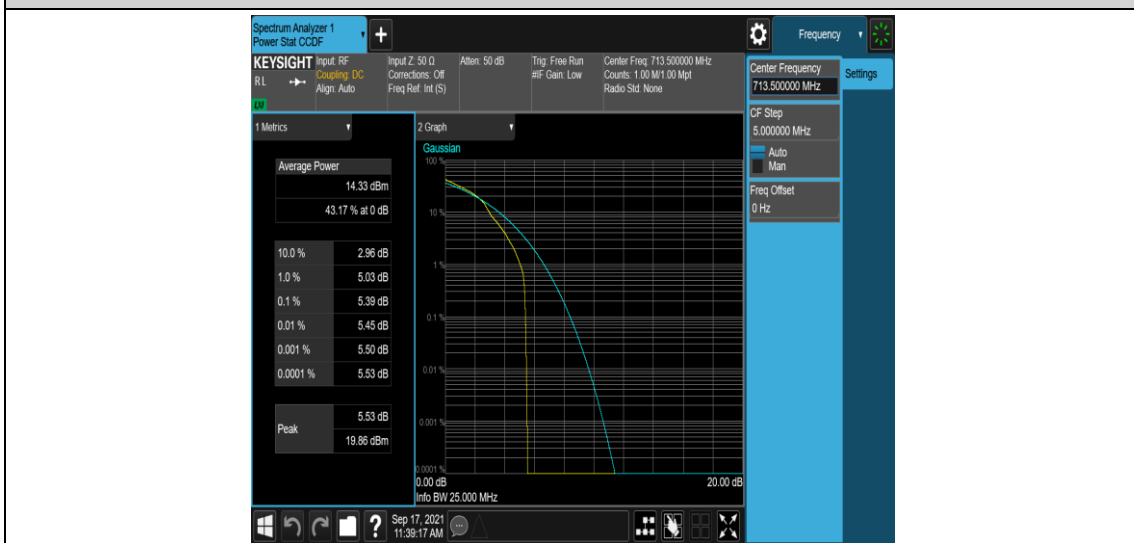 Spectrum Analyzer 1
Power Stat CCDF
+
Frequency
KEYSIGHT
RL
LXI
Input: RF
Coupling: DC
Align: Auto
Input Z: 50 Ω
Corrections: Off
Freq Ref: Int (S)
Atten: 50 dB
Trig: Free Run
#IF Gain: Low
Center Freq: 713.500000 MHz
Counts: 1.00 M/1.00 Mpt
Radio Std: None
Center Frequency
713.500000 MHz
Settings
CF Step
5.000000 MHz
Auto
Man
Freq Offset
0 Hz
1 Metrics
Average Power
14.33 dBm
43.17 % at 0 dB
10.0 % 2.96 dB
1.0 % 5.03 dB
0.1 % 5.39 dB
0.01 % 5.45 dB
0.001 % 5.50 dB
0.0001 % 5.53 dB
Peak
5.53 dB
19.86 dBm
2 Graph
Gaussian
100 %
10 %
1 %
0.1 %
0.01 %
0.001 %
0.0001 %
0.00 dB 20.00 dB
Info BW 25.000 MHz
?
Sep 17, 2021
11:39:17 AM